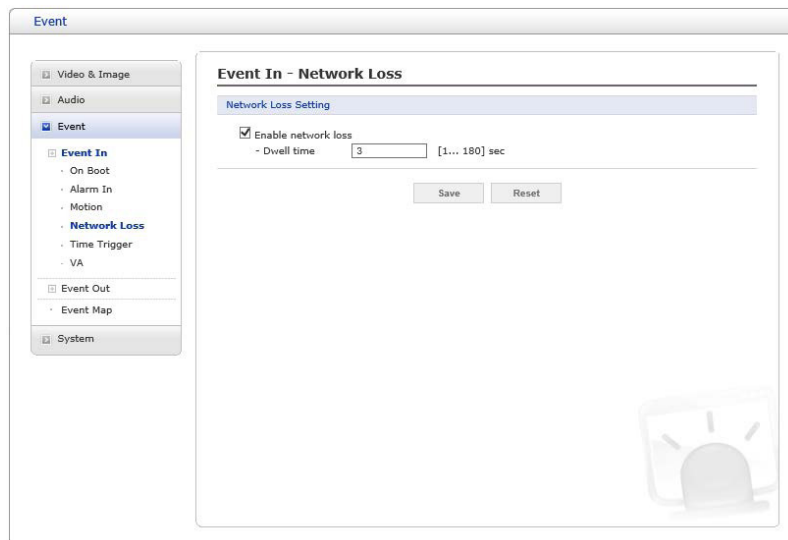 Event
Video & Image
Audio
Event
Event In
On Boot
Alarm In
Motion
Network Loss
Time Trigger
VA
Event Out
Event Map
System
Event In - Network Loss
Network Loss Setting
Enable network loss
- Dwell time 3 [1... 180] sec
Save Reset